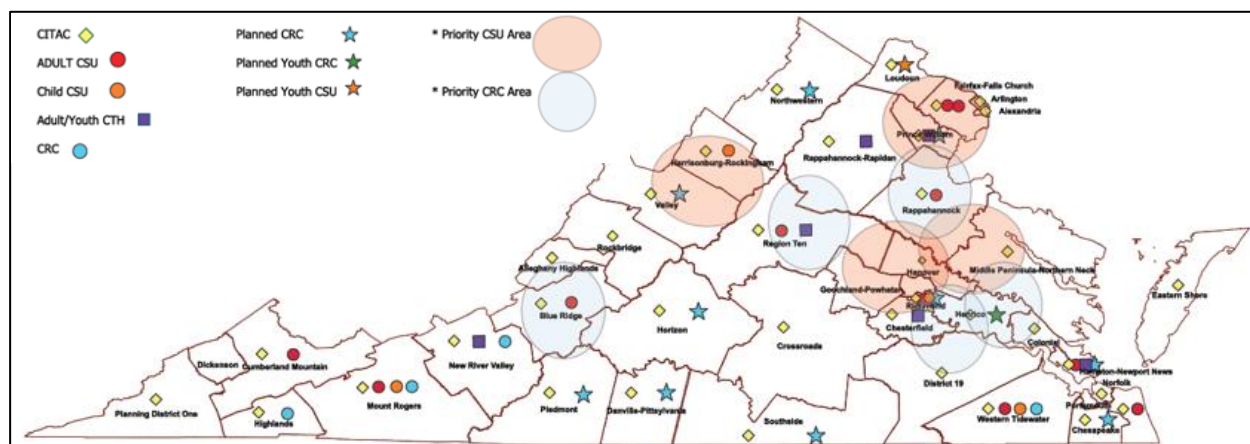 CITAC
Planned CRC
* Priority CSU Area
ADULT CSU
Planned Youth CRC
Child CSU
Planned Youth CSU
* Priority CRC Area
Adult/Youth CTH
CRC
Loudoun
Fairfax-Falls Church
Arlington
Alexandria
Northwestern
Prince William
Harrisonburg-Rockingham
Rappahannock-Rapidan
Valley
Rappahannock
Rockbridge
Region Ten
Alleghany Highlands
Hanover
Middle Peninsula-Northern Neck
Goochland-Powhatan
Eastern Shore
Richmond
Blue Ridge
Horizon
Chesterfield
Henrico
Colonial
Crossroads
Dickenson
Cumberland Mountain
New River Valley
Hampton-Newport News
District 19
Norfolk
Planning District One
Mount Rogers
Piedmont
Danville-Pittsylvania
Portsmouth
Highlands
Southside
Western Tidewater
Chesapeake